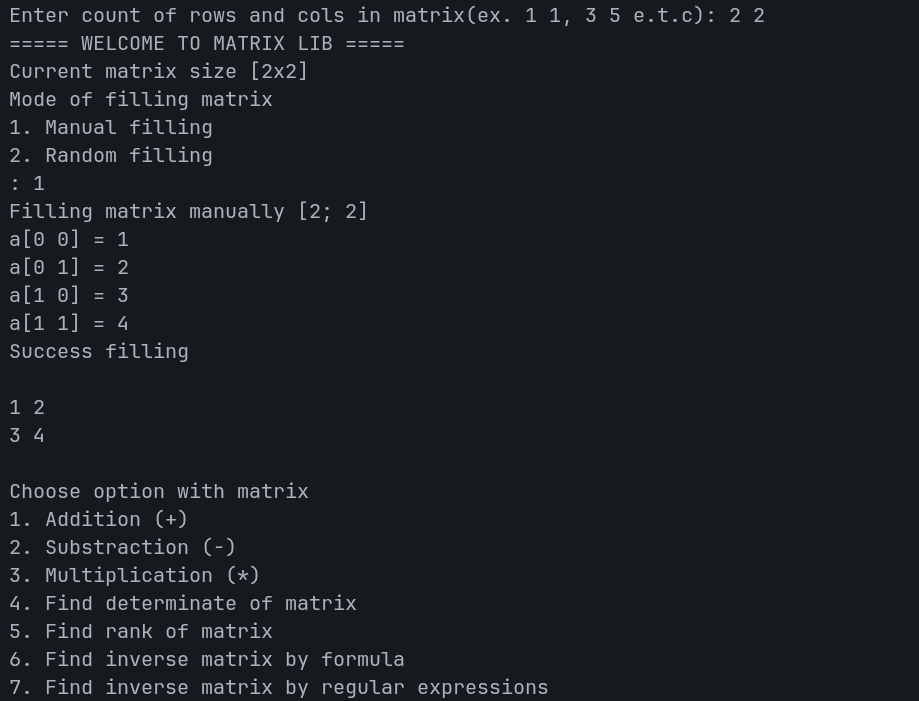 Enter count of rows and cols in matrix(ex. 1 1, 3 5 e.t.c): 2 2
===== WELCOME TO MATRIX LIB =====
Current matrix size [2x2]
Mode of filling matrix
1. Manual filling
2. Random filling
: 1
Filling matrix manually [2; 2]
a[0 0] = 1
a[0 1] = 2
a[1 0] = 3
a[1 1] = 4
Success filling
1 2
3 4
Choose option with matrix
1. Addition (+)
2. Substraction (-)
3. Multiplication (*)
4. Find determinate of matrix
5. Find rank of matrix
6. Find inverse matrix by formula
7. Find inverse matrix by regular expressions